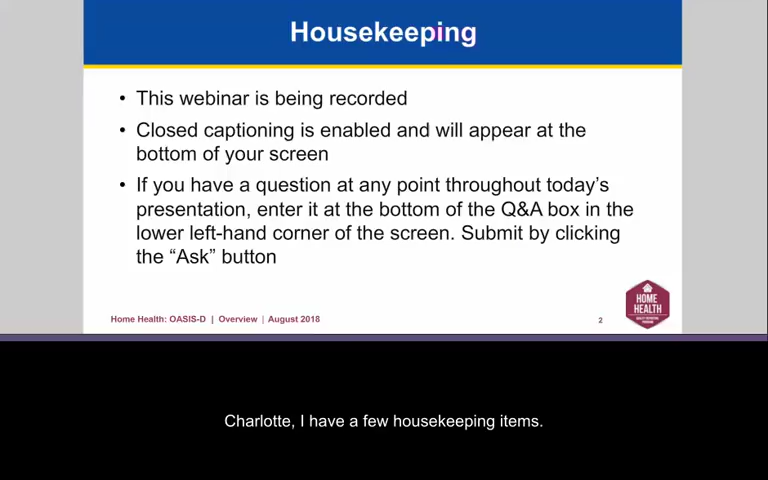 Housekeeping
• This webinar is being recorded
• Closed captioning is enabled and will appear at the
bottom of your screen
• If you have a question at any point throughout today's
presentation, enter it at the bottom of the Q&A box in the
lower left-hand corner of the screen. Submit by clicking
the “Ask” button
Home Health: OASIS-D | Overview | August 2018
2
HOME
HEALTH
QUALITY REPORTING
PROGRAM
Charlotte, I have a few housekeeping items.